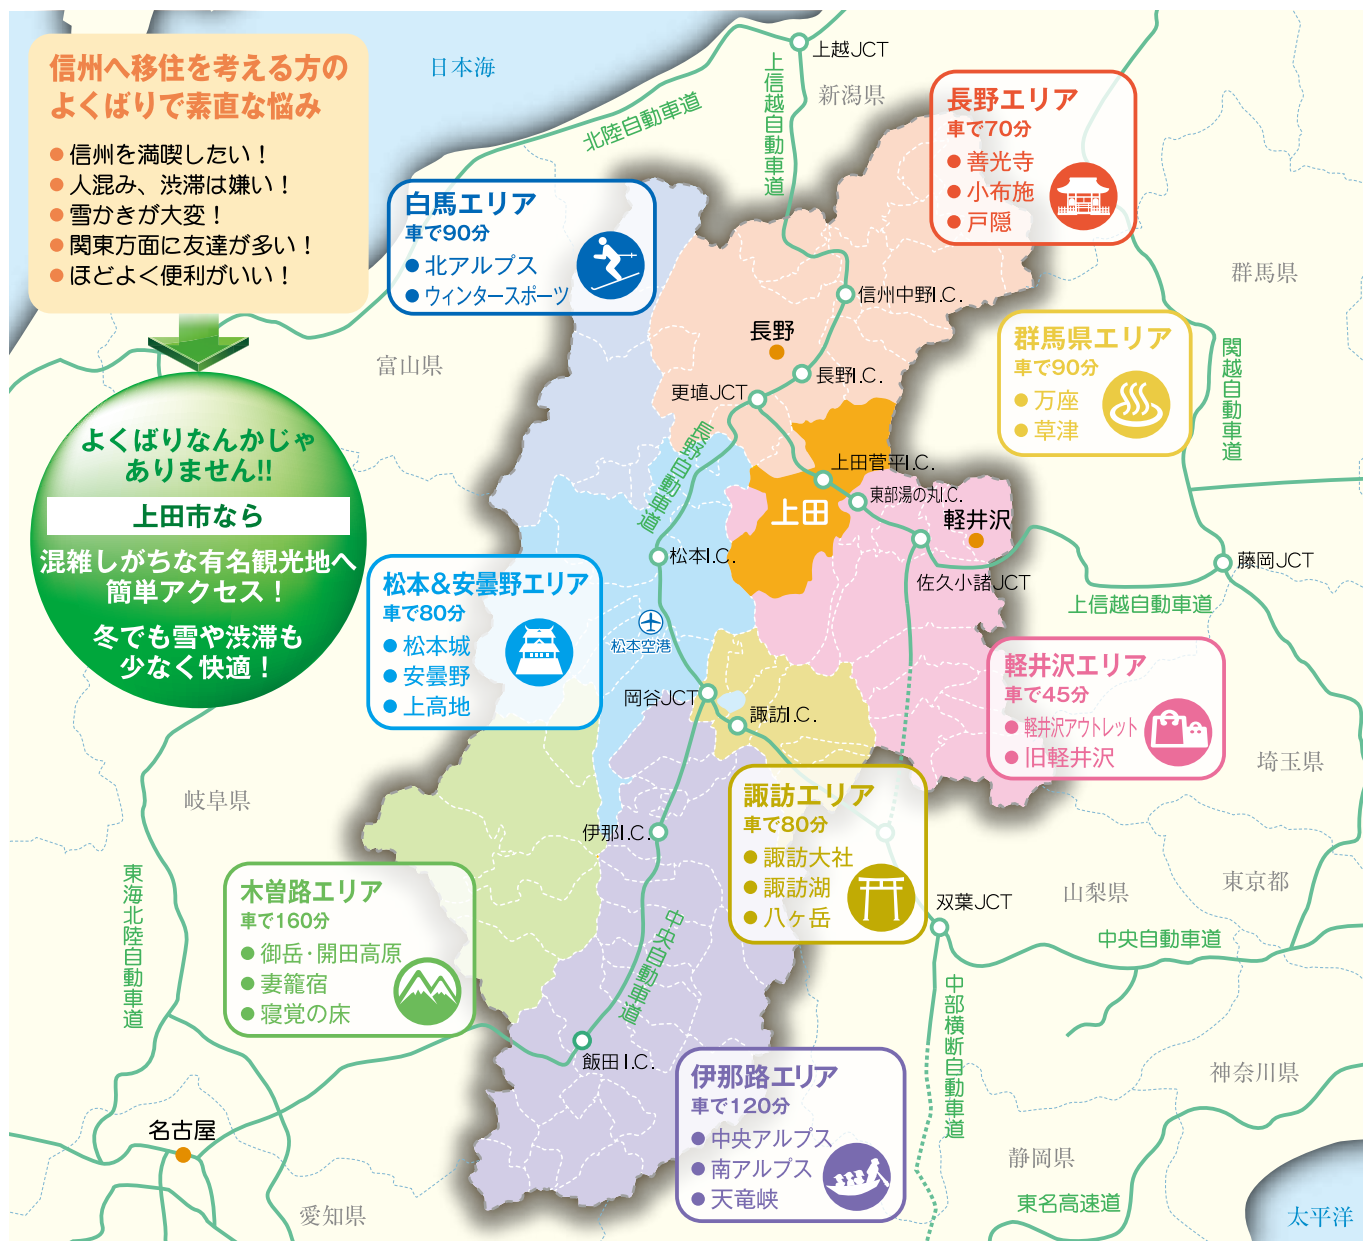 信州へ移住を考える方の
よくばりで素直な悩み
● 信州を満喫したい！
● 人混み、渋滞は嫌い！
● 雪かきが大変！
● 関東方面に友達が多い！
● ほどよく便利がいい！
よくばりなんかじゃ
ありません!!
上田市なら
混雑しがちな有名観光地へ
簡単アクセス！
冬でも雪や渋滞も
少なく快適！
日本海
上越JCT
新潟県
北陸自動車道
上信越自動車道
白馬エリア
車で90分
● 北アルプス
● ウィンタースポーツ
長野エリア
車で70分
● 善光寺
● 小布施
● 戸隠
群馬県
富山県
信州中野I.C.
長野
長野I.C.
更埴JCT
長野自動車道
群馬県エリア
車で90分
● 万座
● 草津
関越自動車道
上田菅平I.C.
東部湯の丸I.C.
上田
軽井沢
佐久小諸JCT
藤岡JCT
上信越自動車道
松本I.C.
松本空港
松本&安曇野エリア
車で80分
● 松本城
● 安曇野
● 上高地
軽井沢エリア
車で45分
● 軽井沢アウトレット
● 旧軽井沢
岡谷JCT
諏訪I.C.
埼玉県
岐阜県
諏訪エリア
車で80分
● 諏訪大社
● 諏訪湖
● 八ヶ岳
伊那I.C.
東海北陸自動車道
木曽路エリア
車で160分
● 御岳・開田高原
● 妻籠宿
● 寝覚の床
中央自動車道
双葉JCT
山梨県
東京都
中央自動車道
中部横断自動車道
飯田I.C.
伊那路エリア
車で120分
● 中央アルプス
● 南アルプス
● 天竜峡
神奈川県
名古屋
静岡県
東名高速道
愛知県
太平洋